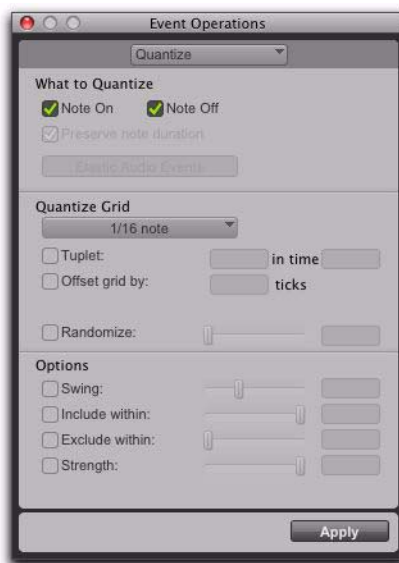 Event Operations
Quantize
What to Quantize
Note On Note Off
Preserve note duration
Elastic Audio Events
Quantize Grid
1/16 note
Tuplet: in time
Offset grid by: ticks
Randomize:
Options
Swing:
Include within:
Exclude within:
Strength:
Apply